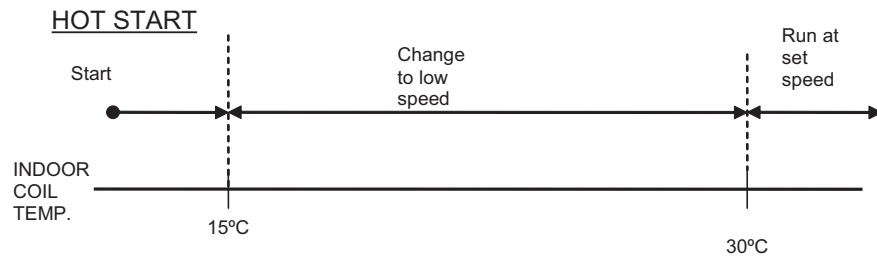 HOT START
Start
Change
to low
speed
Run at
set
speed
INDOOR
COIL
TEMP.
15ºC
30ºC